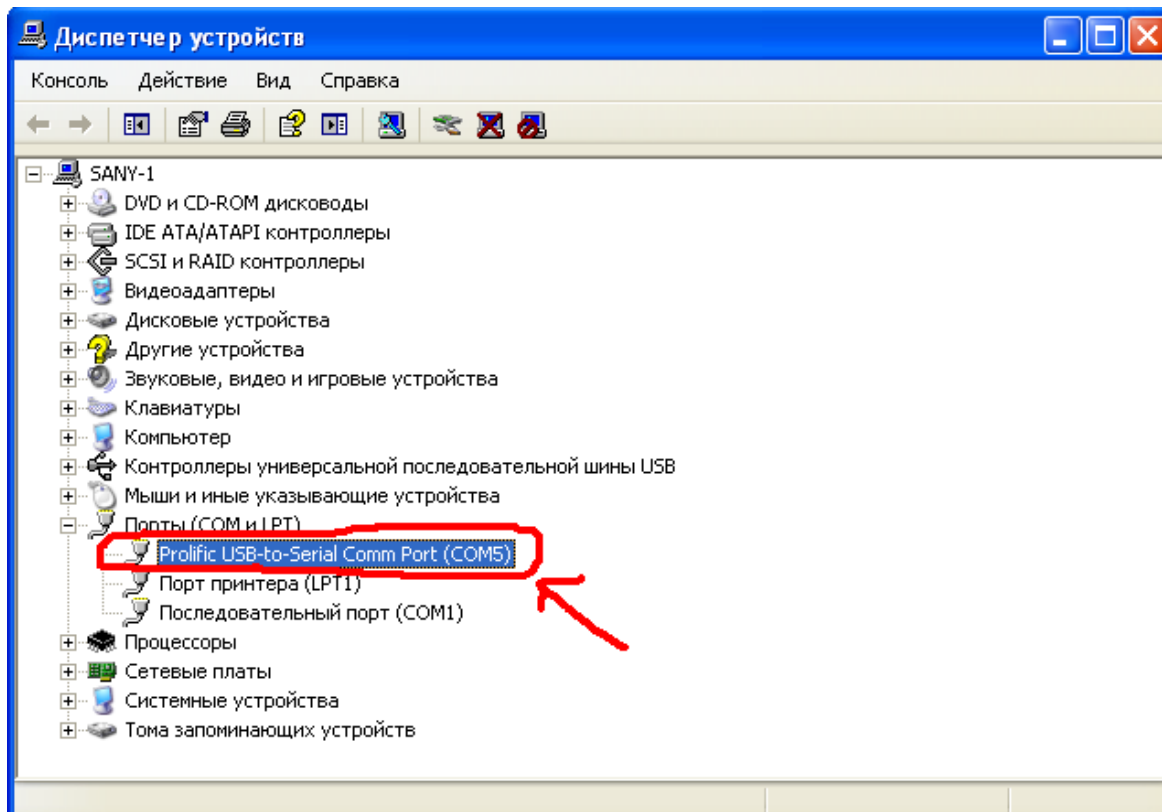 Диспетчер устройств
Консоль Действие Вид Справка
SANY-1
DVD и CD-ROM дисководы
IDE ATA/ATAPI контроллеры
SCSI и RAID контроллеры
Видеоадаптеры
Дисковые устройства
Другие устройства
Звуковые, видео и игровые устройства
Клавиатуры
Компьютер
Контроллеры универсальной последовательной шины USB
Мыши и иные указывающие устройства
Порты (COM и LPT)
Prolific USB-to-Serial Comm Port (COM5)
Порт принтера (LPT1)
Последовательный порт (COM1)
Процессоры
Сетевые платы
Системные устройства
Тома запоминающих устройств